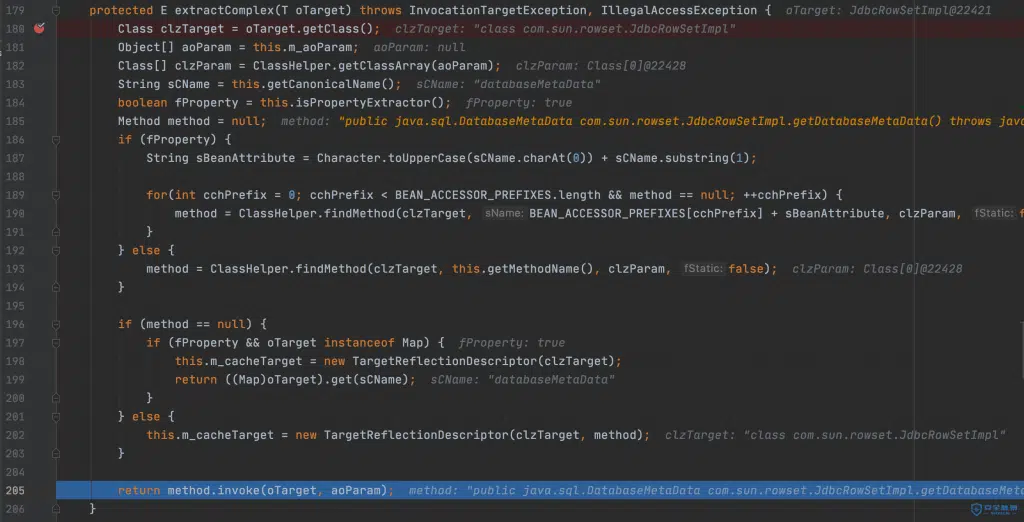 179 protected E extractComplex(T oTarget) throws InvocationTargetException, IllegalAccessException { oTarget: JdbcRowSetImpl@22421
180 Class clzTarget = oTarget.getClass(); clzTarget: "class com.sun.rowset.JdbcRowSetImpl"
181 Object[] aoParam = this.m_aoParam; aoParam: null
182 Class[] clzParam = ClassHelper.getClassArray(aoParam); clzParam: Class[0]@22428
183 String sCName = this.getCanonicalName(); sCName: "databaseMetaData"
184 boolean fProperty = this.isPropertyExtractor(); fProperty: true
185 Method method = null; method: "public java.sql.DatabaseMetaData com.sun.rowset.JdbcRowSetImpl.getDatabaseMetaData() throws jav
186 if (fProperty) {
187 String sBeanAttribute = Character.toUpperCase(sCName.charAt(0)) + sCName.substring(1);
188
189 for(int cchPrefix = 0; cchPrefix < BEAN_ACCESSOR_PREFIXES.length && method == null; ++cchPrefix) {
190 method = ClassHelper.findMethod(clzTarget, sName: BEAN_ACCESSOR_PREFIXES[cchPrefix] + sBeanAttribute, clzParam, fStatic: f
191 }
192 } else {
193 method = ClassHelper.findMethod(clzTarget, this.getMethodName(), clzParam, fStatic: false); clzParam: Class[0]@22428
194 }
195
196 if (method == null) {
197 if (fProperty && oTarget instanceof Map) { fProperty: true
198 this.m_cacheTarget = new TargetReflectionDescriptor(clzTarget);
199 return ((Map)oTarget).get(sCName); sCName: "databaseMetaData"
200 }
201 } else {
202 this.m_cacheTarget = new TargetReflectionDescriptor(clzTarget, method); clzTarget: "class com.sun.rowset.JdbcRowSetImpl"
203 }
204
205 return method.invoke(oTarget, aoParam); method: "public java.sql.DatabaseMetaData com.sun.rowset.JdbcRowSetImpl.getDatabaseMeta
206 }